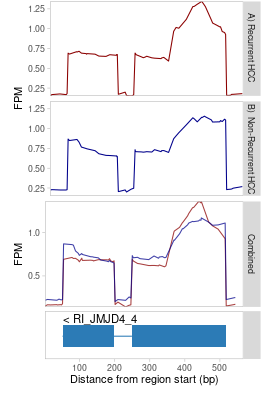 1.25
1.00
0.75
0.50
0.25
FPM
A) Recurrent HCC
1.25
1.00
0.75
0.50
0.25
B) Non-Recurrent HCC
1.0
0.5
FPM
Combined
< RI_JMJD4_4
100 200 300 400 500
Distance from region start (bp)